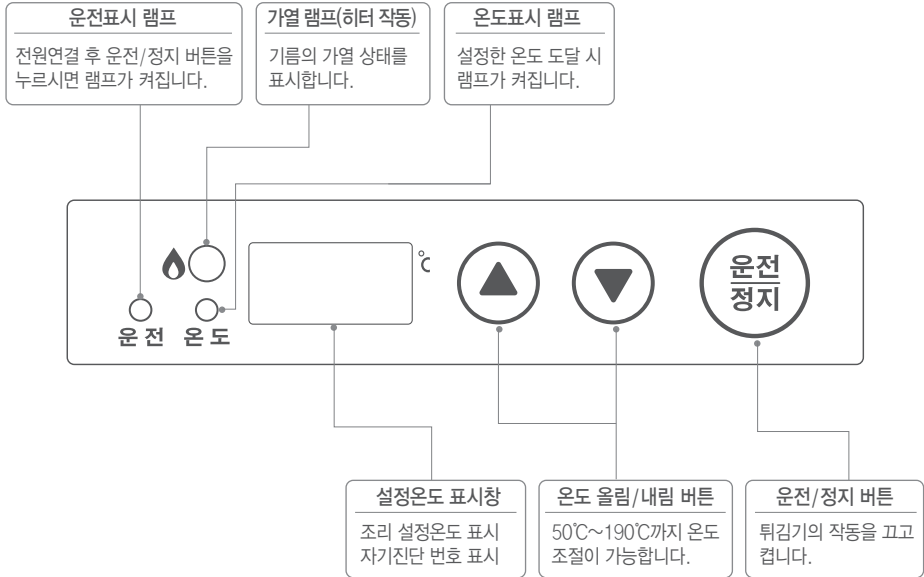 운전표시 램프
전원연결 후 운전/정지 버튼을
누르시면 램프가 켜집니다.
가열 램프(히터 작동)
기름의 가열 상태를
표시합니다.
온도표시 램프
설정한 온도 도달 시
램프가 켜집니다.
℃
운전
정지
운 전
온 도
설정온도 표시창
조리 설정온도 표시
자기진단 번호 표시
온도 올림/내림 버튼
50℃~190℃까지 온도
조절이 가능합니다.
운전/정지 버튼
튀김기의 작동을 끄고
켭니다.